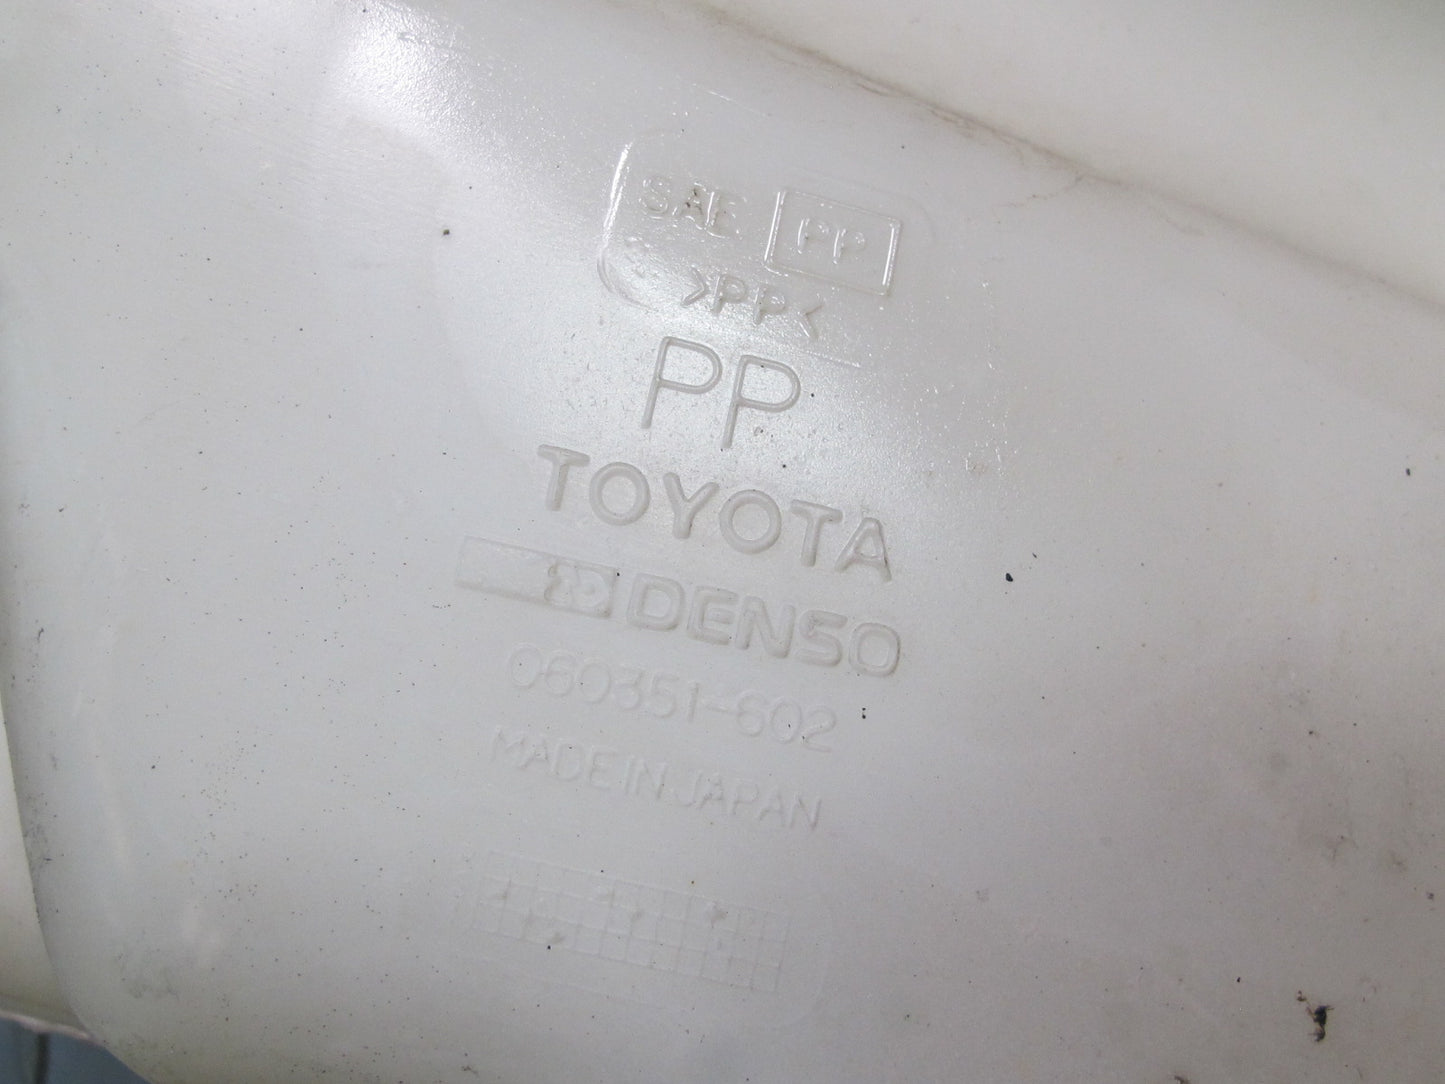 SAE PP
>PP<
PP
TOYOTA
DENSO
060351-602
MADE IN JAPAN